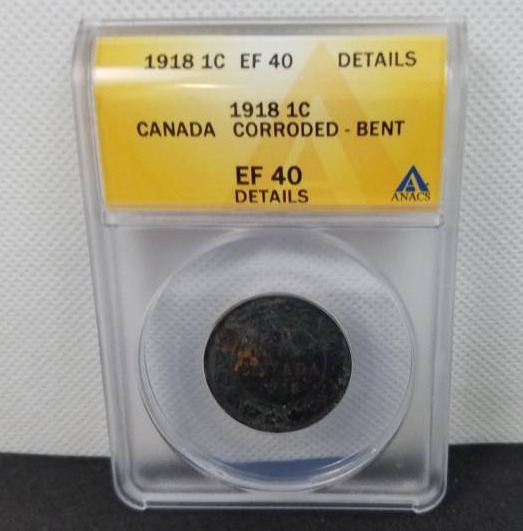 1918 1C EF 40 DETAILS
1918 1C
CANADA CORRODED - BENT
EF 40
DETAILS
ANACS
CANADA